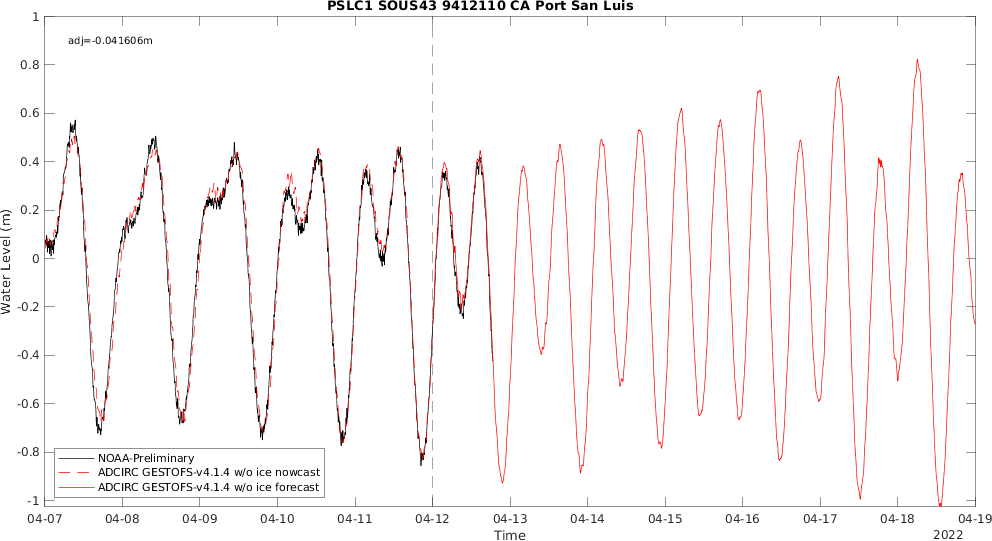 PSLC1 SOUS43 9412110 CA Port San Luis
adj=-0.041606m
1
0.8
0.6
0.4
0.2
0
-0.2
-0.4
-0.6
-0.8
-1
Water Level (m)
NOAA-Preliminary
ADCIRC GESTOFS-v4.1.4 w/o ice nowcast
ADCIRC GESTOFS-v4.1.4 w/o ice forecast
04-07 04-08 04-09 04-10 04-11 04-12 04-13 04-14 04-15 04-16 04-17 04-18 04-19
Time
2022